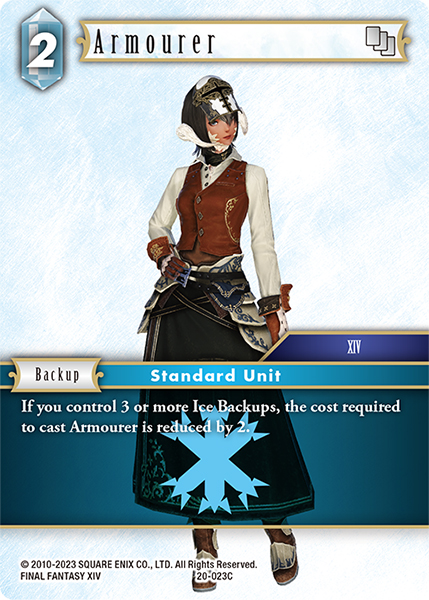 2
Armourer
XIV
Backup
Standard Unit
If you control 3 or more Ice Backups, the cost required
to cast Armourer is reduced by 2.
© 2010-2023 SQUARE ENIX CO., LTD. All Rights Reserved.
FINAL FANTASY XIV
20-023C